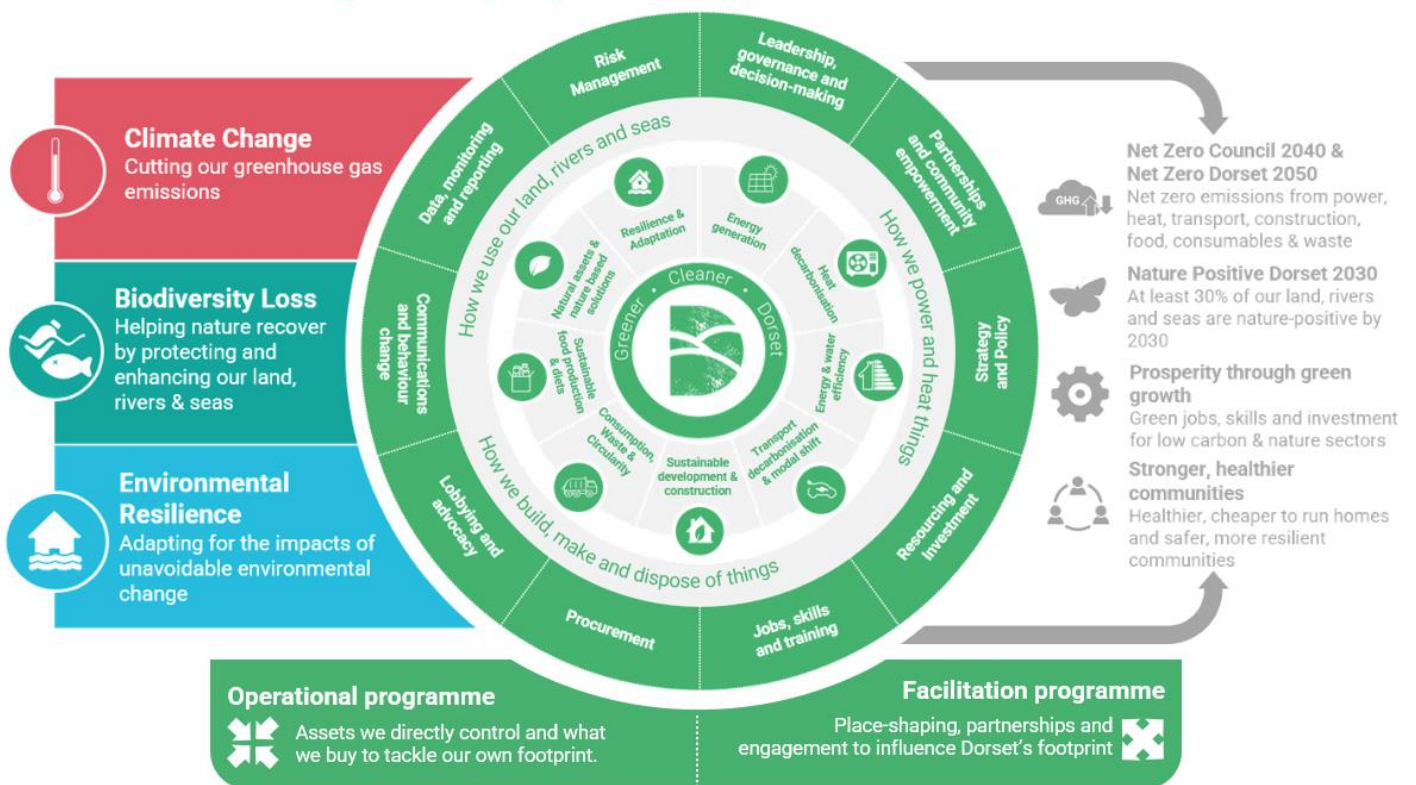 Climate Change
Cutting our greenhouse gas
emissions
Biodiversity Loss
Helping nature recover
by protecting and
enhancing our land,
rivers & seas
Environmental
Resilience
Adapting for the impacts of
unavoidable environmental
change
Risk
Management
Leadership,
governance and
decision-making
Partnerships
and community
empowerment
Strategy
and Policy
Resourcing and
Investment
Jobs, skills
and training
Procurement
Lobbying and
advocacy
Communications
and behaviour
change
Data, monitoring
and reporting
How we use our land, rivers and seas
How we power and heat things
How we build, make and dispose of things
Resilience &
Adaptation
Energy
generation
Heat
decarbonisation
Energy & water
efficiency
Transport
decarbonisation
& modal shift
Sustainable
development &
construction
Consumption,
Waste &
Circularity
Sustainable
food production
& diets
Natural assets &
nature based
solutions
Greener • Cleaner • Dorset
GHG
Net Zero Council 2040 &
Net Zero Dorset 2050
Net zero emissions from power,
heat, transport, construction,
food, consumables & waste
Nature Positive Dorset 2030
At least 30% of our land, rivers
and seas are nature-positive by
2030
Prosperity through green
growth
Green jobs, skills and investment
for low carbon & nature sectors
Stronger, healthier
communities
Healthier, cheaper to run homes
and safer, more resilient
communities
Operational programme
Assets we directly control and what
we buy to tackle our own footprint.
Facilitation programme
Place-shaping, partnerships and
engagement to influence Dorset's footprint